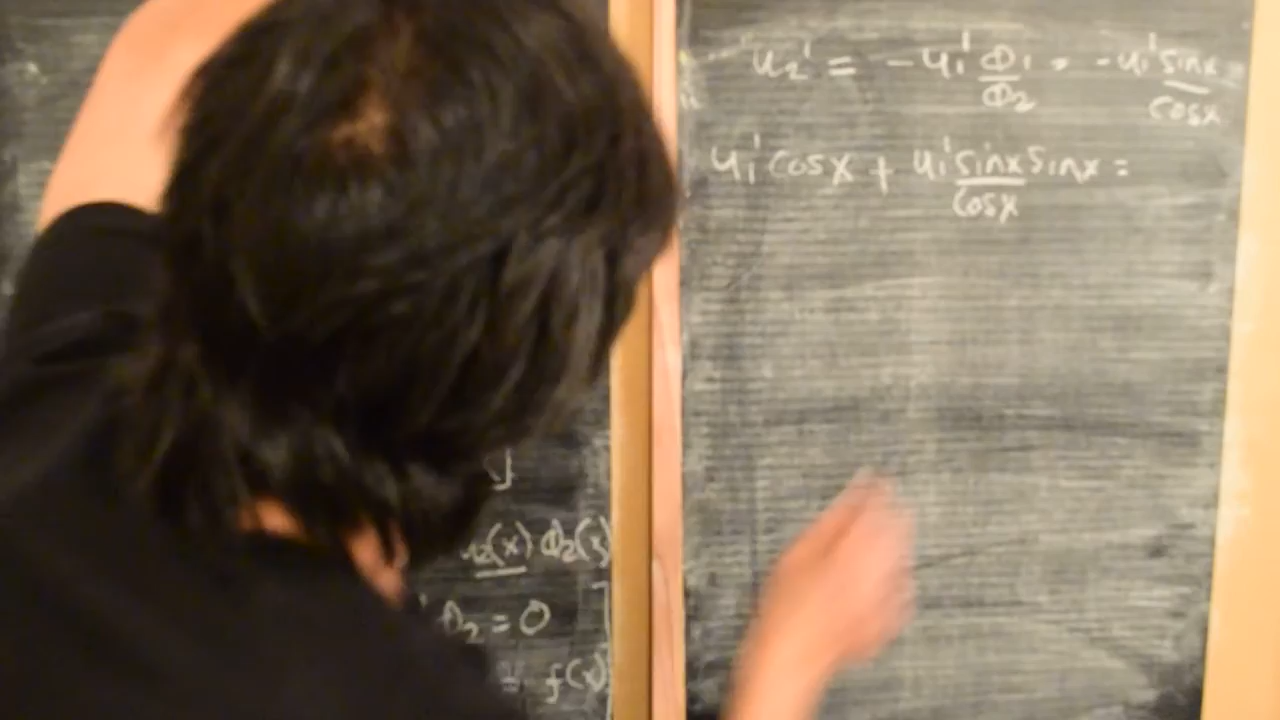 u₂(x) Φ₂(x)
Φ₂ = 0
= f(x)
u₂' = -u₁' Φ₁/Φ₂ = -u₁' sinx/cosx
u₁' cosx + u₁' sinx/cosx sinx =